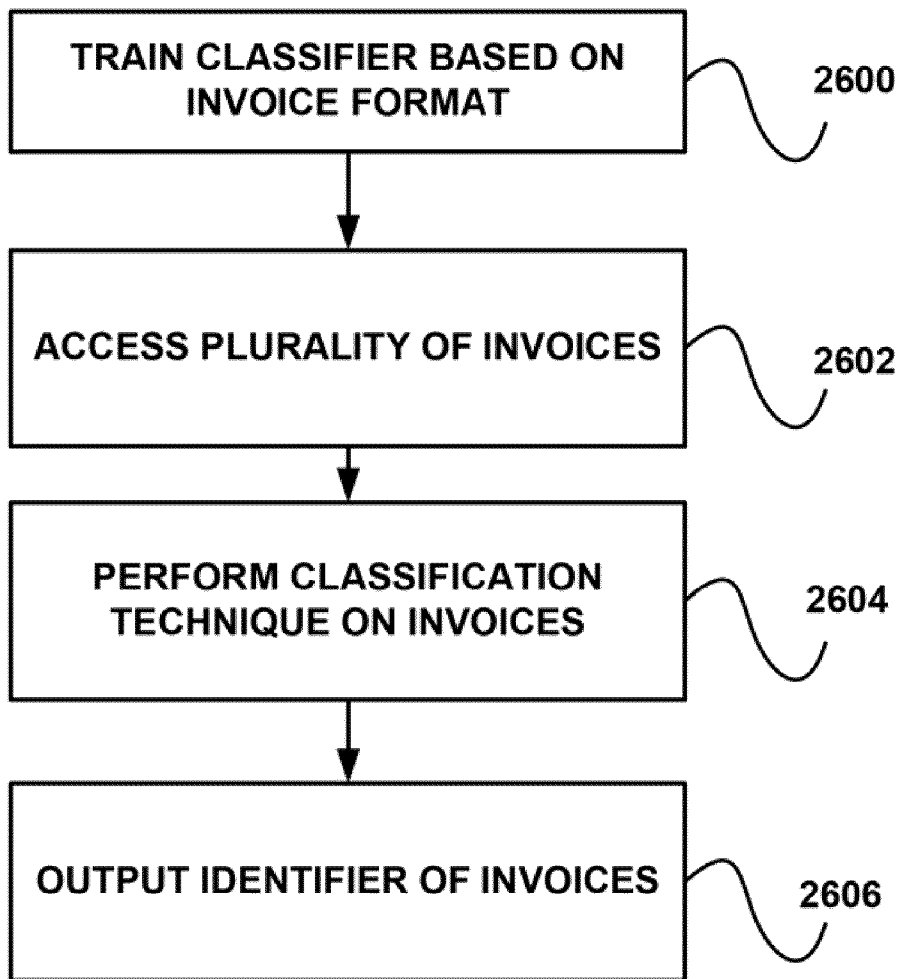 TRAIN CLASSIFIER BASED ON
INVOICE FORMAT
2600
ACCESS PLURALITY OF INVOICES
2602
PERFORM CLASSIFICATION
TECHNIQUE ON INVOICES
2604
OUTPUT IDENTIFIER OF INVOICES
2606